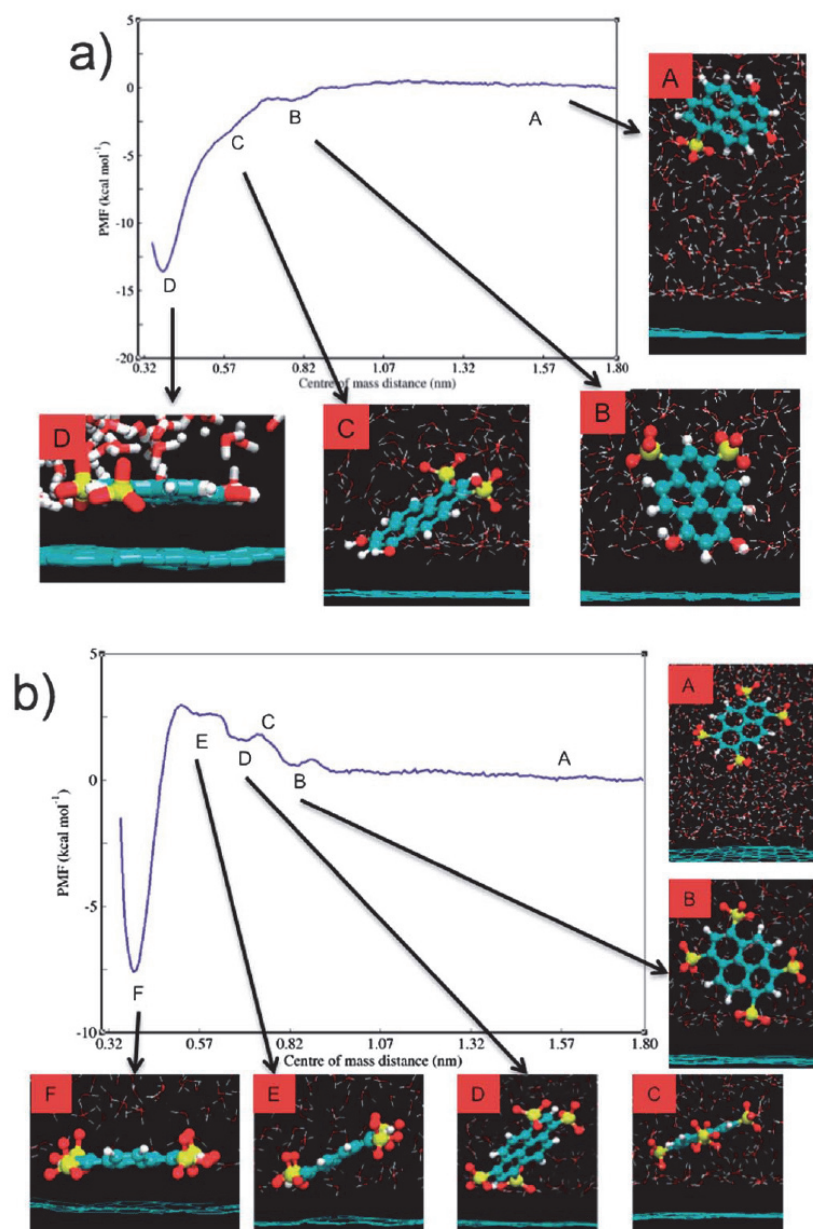 a)
5
0
-5
-10
-15
-20
PMF (kcal mol⁻¹)
A
B
C
D
0.32 0.57 0.82 1.07 1.32 1.57 1.80
Centre of mass distance (nm)
A
D
C
B
b)
5
0
-5
-10
PMF (kcal mol⁻¹)
A
B
C
D
E
F
0.32 0.57 0.82 1.07 1.32 1.57 1.80
Centre of mass distance (nm)
A
B
F
E
D
C